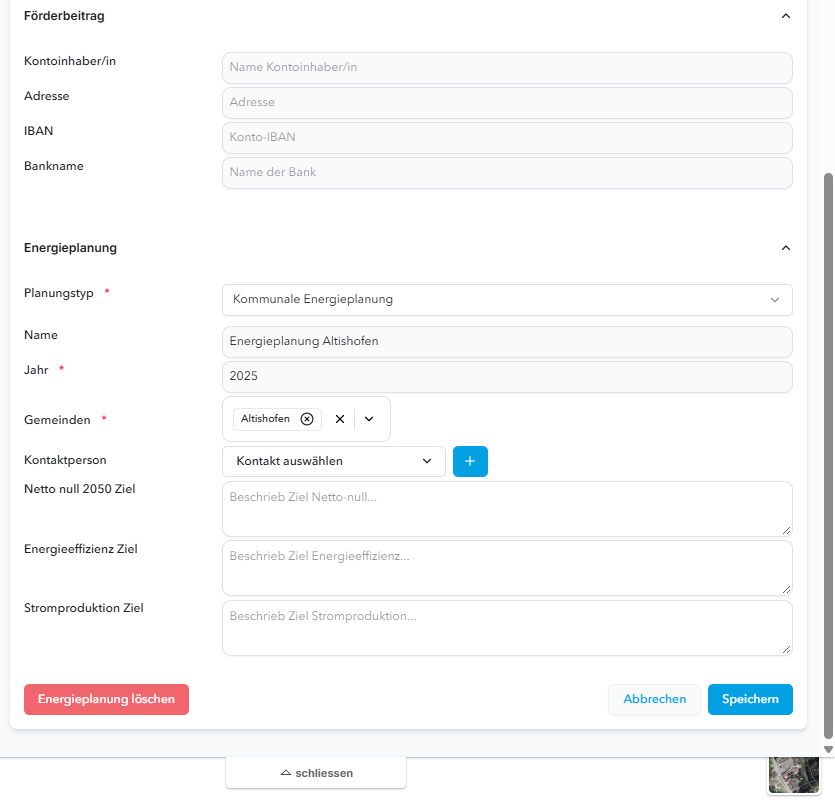 Förderbeitrag
Kontoinhaber/in
Name Kontoinhaber/in
Adresse
Adresse
IBAN
Konto-IBAN
Bankname
Name der Bank
Energieplanung
Planungstyp *
Kommunale Energieplanung
Name
Energieplanung Altishofen
Jahr *
2025
Gemeinden *
Altishofen
Kontaktperson
Kontakt auswählen
Netto null 2050 Ziel
Beschrieb Ziel Netto-null...
Energieeffizienz Ziel
Beschrieb Ziel Energieeffizienz...
Stromproduktion Ziel
Beschrieb Ziel Stromproduktion...
Energieplanung löschen
Abbrechen
Speichern
schliessen